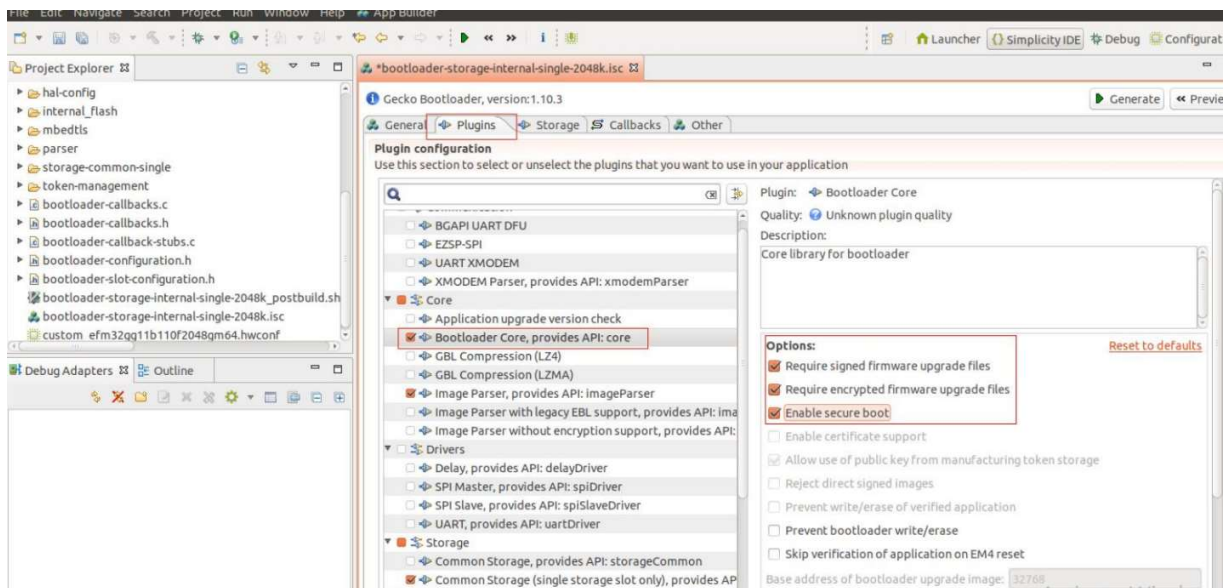 File Edit Navigate Search Project Run Window Help App Builder
Launcher Simplicity IDE Debug Configurat
Project Explorer
hal-config
internal_flash
mbedtls
parser
storage-common-single
token-management
bootloader-callbacks.c
bootloader-callbacks.h
bootloader-callback-stubs.c
bootloader-configuration.h
bootloader-slot-configuration.h
bootloader-storage-internal-single-2048k_postbuild.sh
bootloader-storage-internal-single-2048k.isc
custom_efm32gg11b110f2048gm64.hwconf
Debug Adapters Outline
*bootloader-storage-internal-single-2048k.isc
Gecko Bootloader, version:1.10.3
Generate Previe
General Plugins Storage Callbacks Other
Plugin configuration
Use this section to select or unselect the plugins that you want to use in your application
BGAPI UART DFU
EZSP-SPI
UART XMODEM
XMODEM Parser, provides API: xmodemParser
Core
Application upgrade version check
Bootloader Core, provides API: core
GBL Compression (LZ4)
GBL Compression (LZMA)
Image Parser, provides API: imageParser
Image Parser with legacy EBL support, provides API: ima
Image Parser without encryption support, provides API:
Drivers
Delay, provides API: delayDriver
SPI Master, provides API: spiDriver
SPI Slave, provides API: spiSlaveDriver
UART, provides API: uartDriver
Storage
Common Storage, provides API: storageCommon
Common Storage (single storage slot only), provides AP
Plugin: Bootloader Core
Quality: Unknown plugin quality
Description:
Core library for bootloader
Options: Reset to defaults
Require signed firmware upgrade files
Require encrypted firmware upgrade files
Enable secure boot
Enable certificate support
Allow use of public key from manufacturing token storage
Reject direct signed images
Prevent write/erase of verified application
Prevent bootloader write/erase
Skip verification of application on EM4 reset
Base address of bootloader upgrade image: 32768